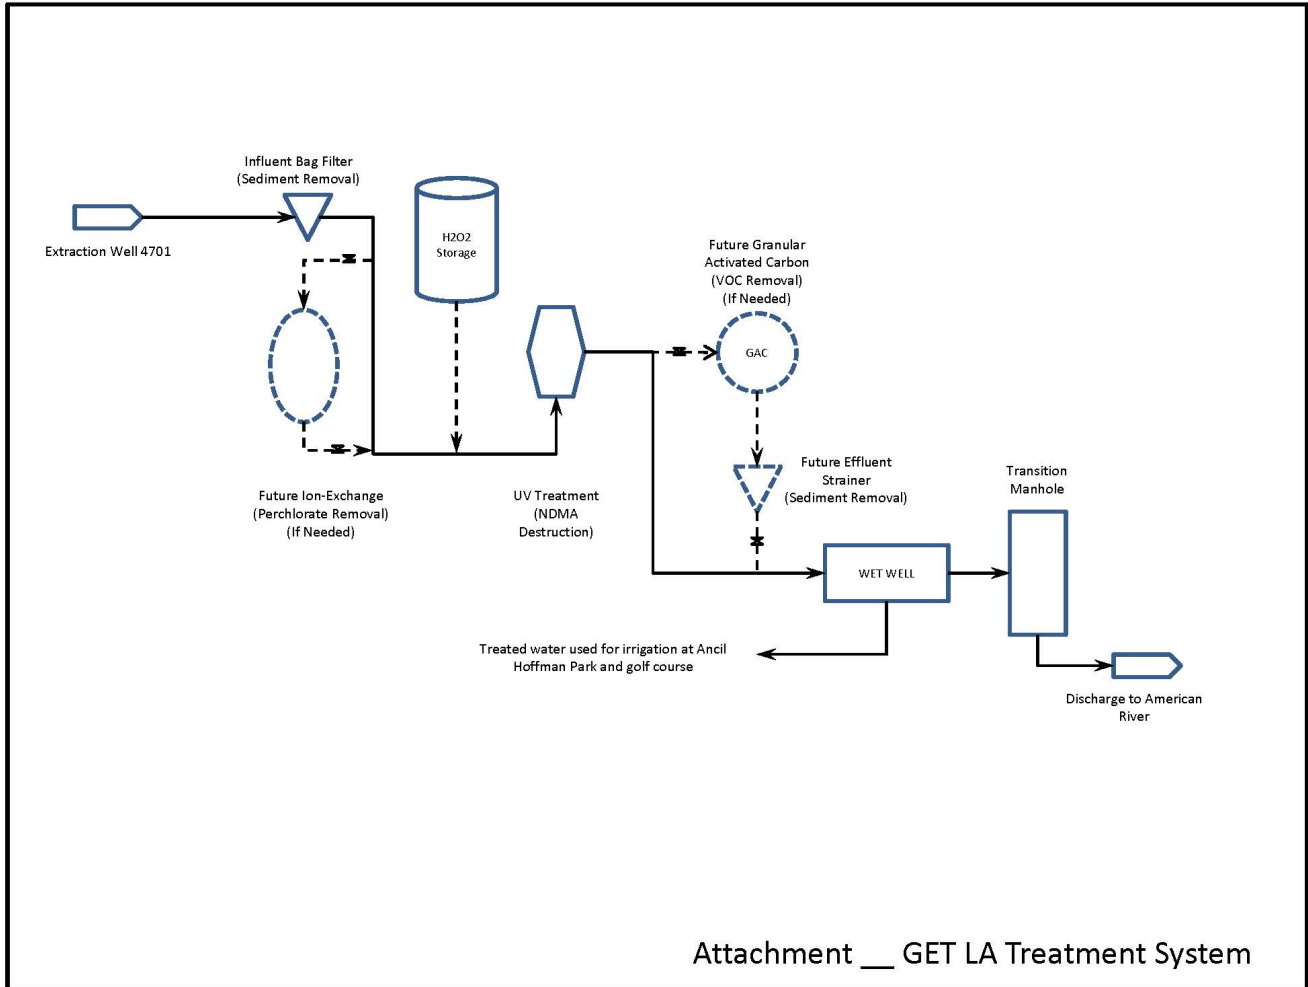 Influent Bag Filter
(Sediment Removal)
Extraction Well 4701
H2O2
Storage
Future Granular
Activated Carbon
(VOC Removal)
(If Needed)
GAC
Future Ion-Exchange
(Perchlorate Removal)
(If Needed)
UV Treatment
(NDMA
Destruction)
Future Effluent
Strainer
(Sediment Removal)
Transition
Manhole
WET WELL
Treated water used for irrigation at Ancil
Hoffman Park and golf course
Discharge to American
River
Attachment __ GET LA Treatment System